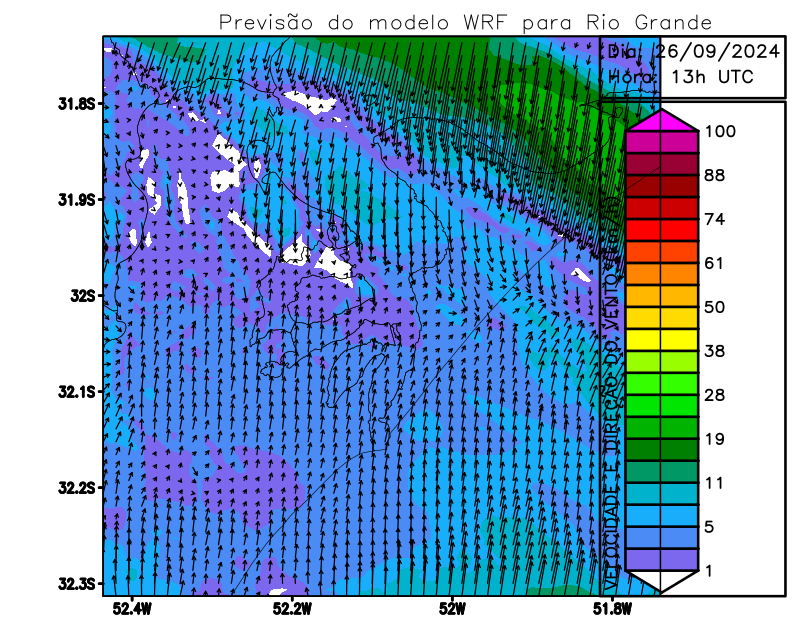 Previsão do modelo WRF para Rio Grande
Dia: 26/09/2024
Hora: 13h UTC
31.8S
31.9S
32S
32.1S
32.2S
32.3S
52.4W
52.2W
52W
51.8W
VELOCIDADE E DIREÇÃO DO VENTO
100
88
74
61
50
38
28
19
11
5
1